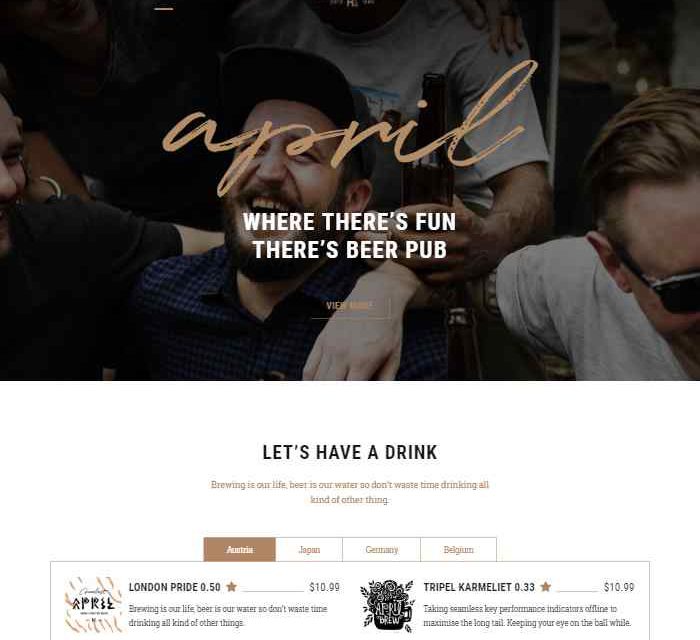 april
WHERE THERE'S FUN
THERE'S BEER PUB
VIEW MORE
LET'S HAVE A DRINK
Brewing is our life, beer is our water so don't waste time drinking all
kind of other thing.
Austria Japan Germany Belgium
LONDON PRIDE 0.50 $10.99
Brewing is our life, beer is our water so don't waste time
drinking all kind of other things.
APRIL
TRIPEL KARMELIET 0.33 $10.99
Taking seamless key performance indicators offline to
maximise the long tail. Keeping your eye on the ball while.
APRIL
BREW